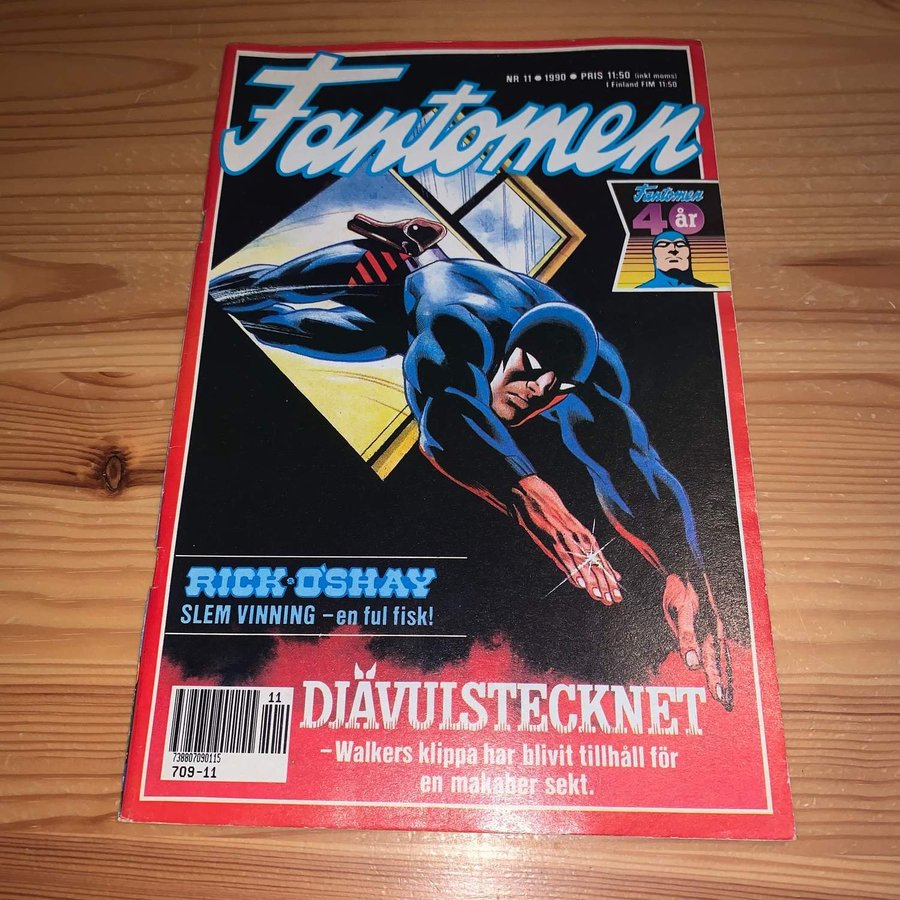 NR 11 • 1990 • PRIS 11:50 (inkl moms)
I Finland FIM 11:50
Fantomen
Fantomen
40 år
RICK O'SHAY
SLEM VINNING – en ful fisk!
DJÄVULSTECKNET
– Walkers klippa har blivit tillhåll för
en makaber sekt.
11
738807090115
709-11